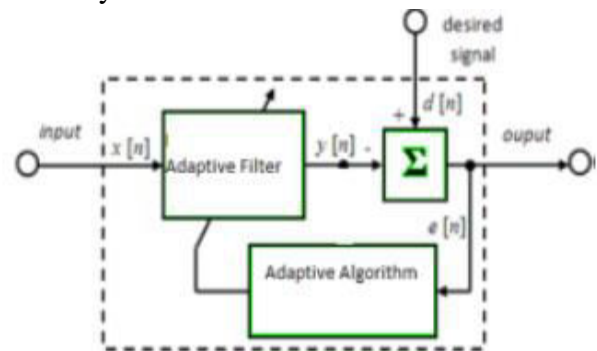 desired
signal
+ d[n]
input
x[n]
Adaptive Filter
y[n] -
Σ
ouput
e[n]
Adaptive Algorithm